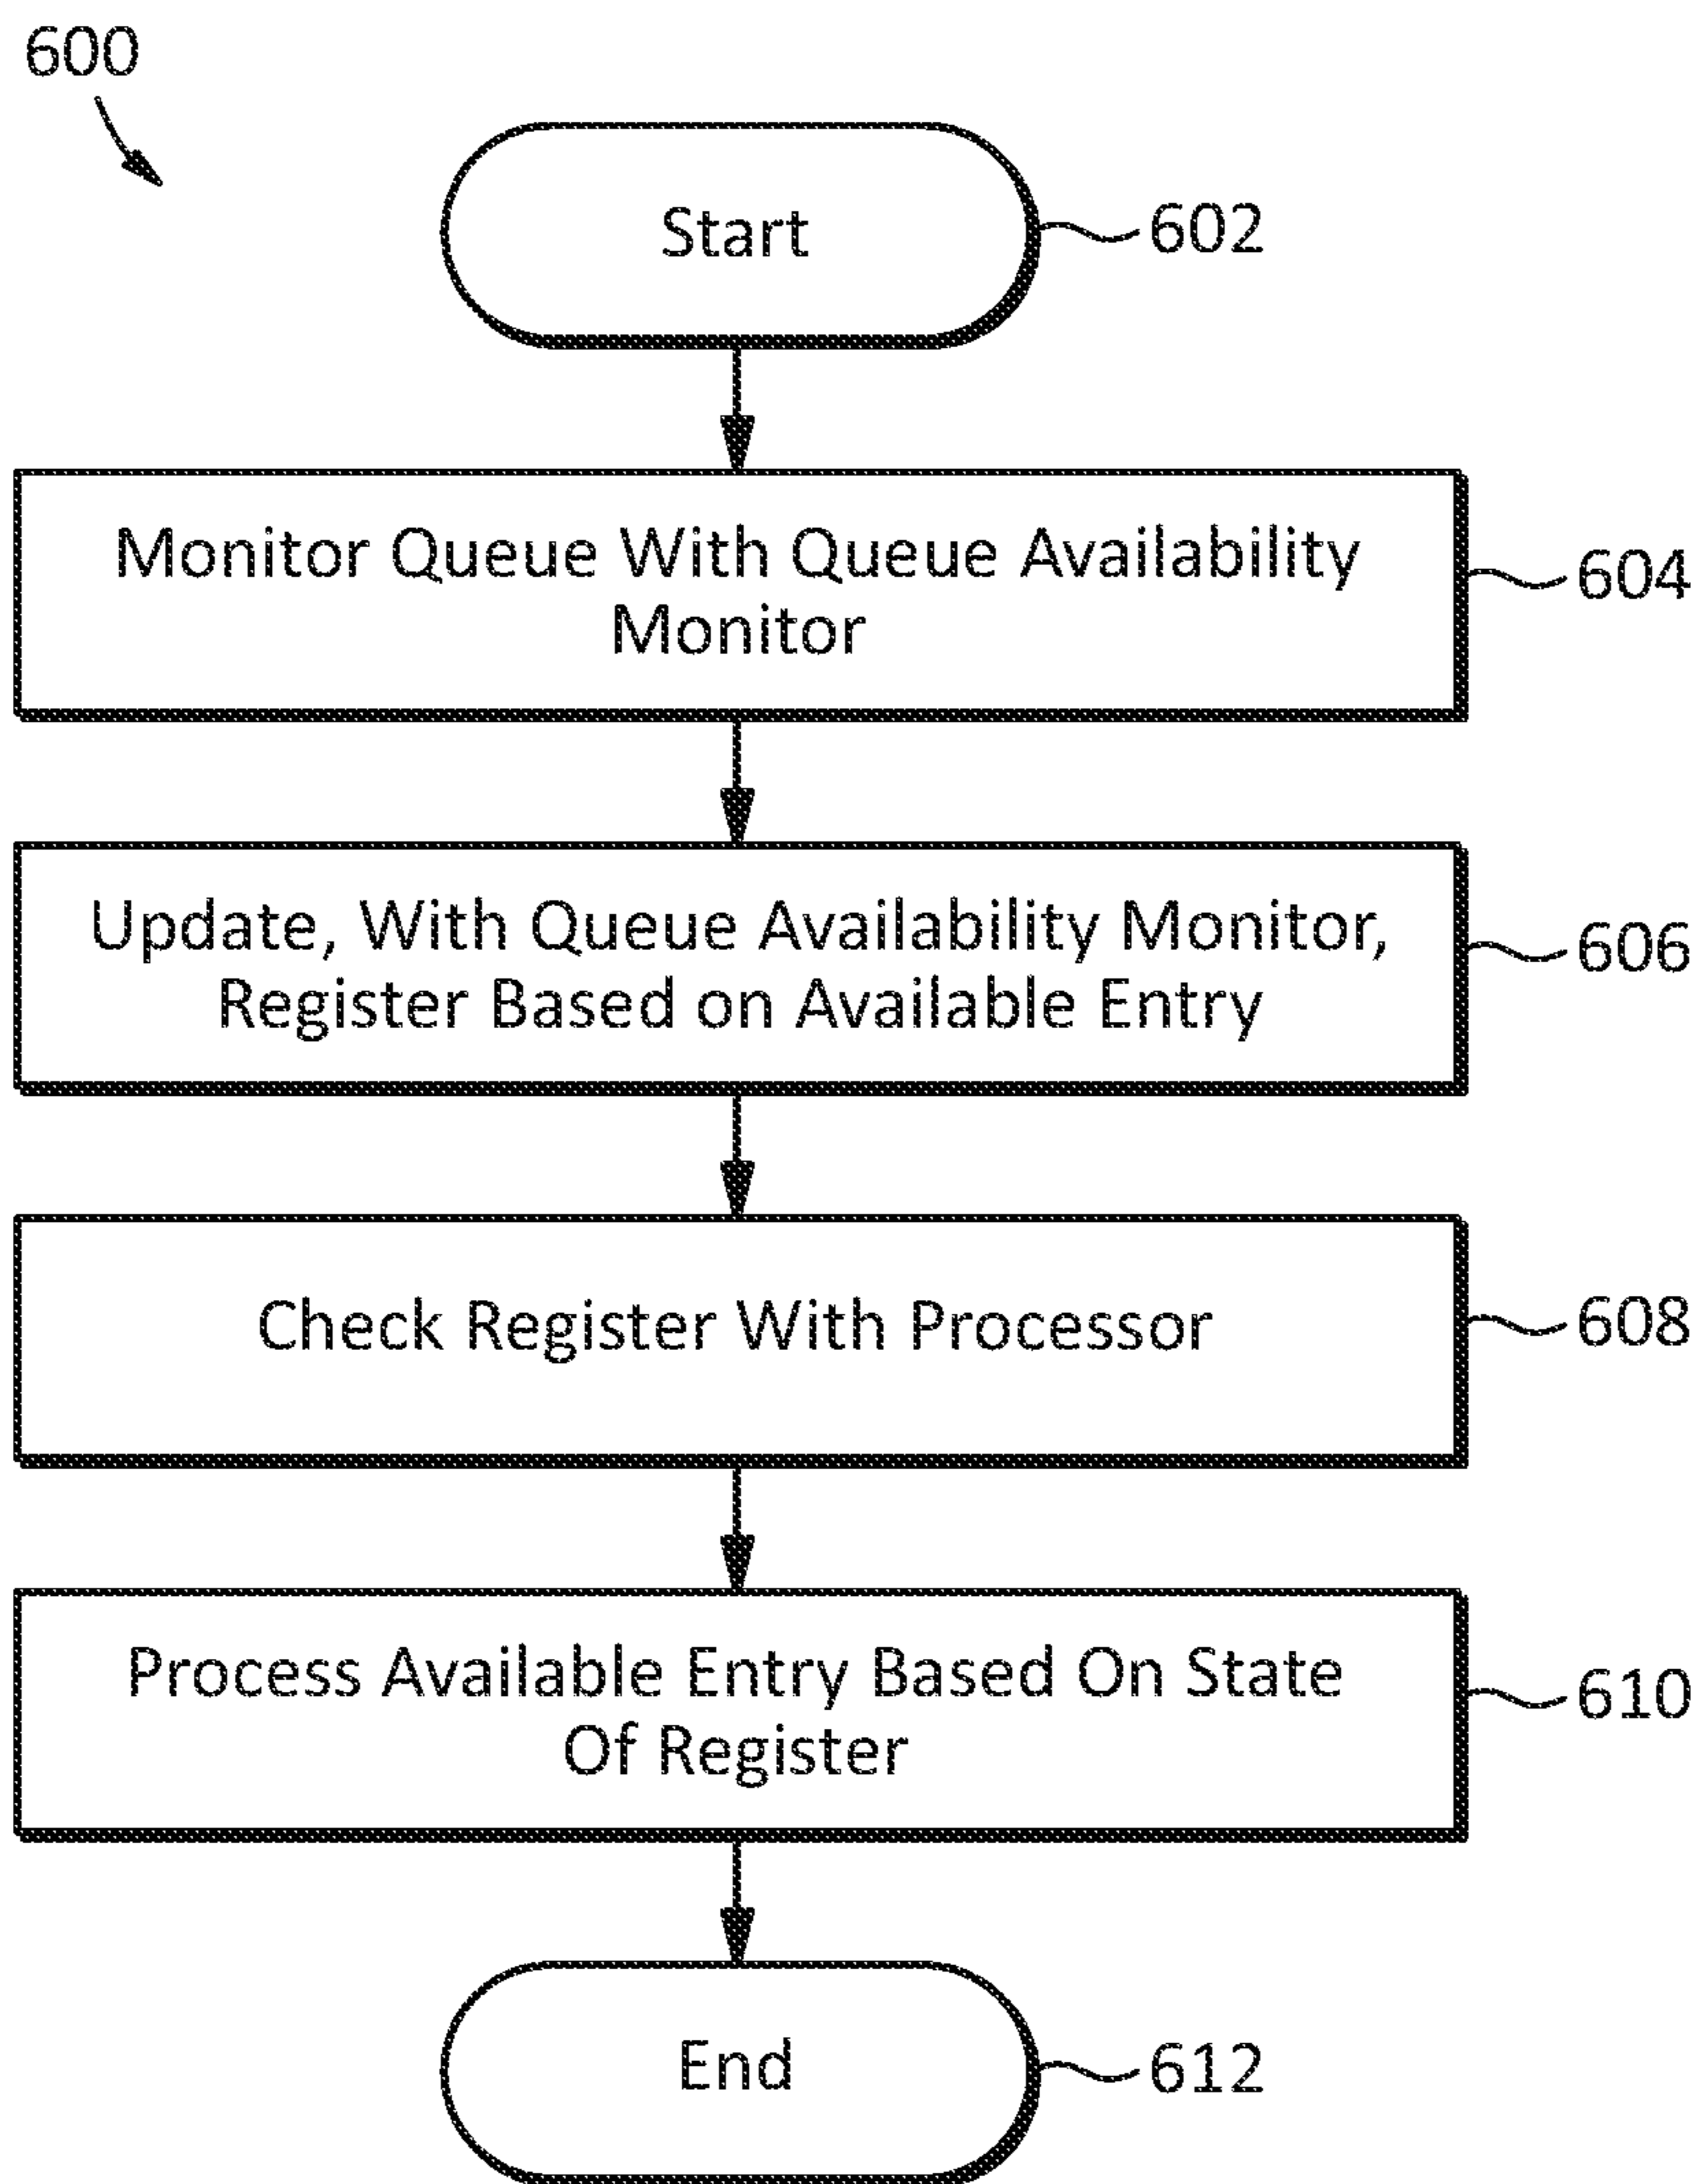 600
Start
602
Monitor Queue With Queue Availability
Monitor
604
Update, With Queue Availability Monitor,
Register Based on Available Entry
606
Check Register With Processor
608
Process Available Entry Based On State
Of Register
610
End
612